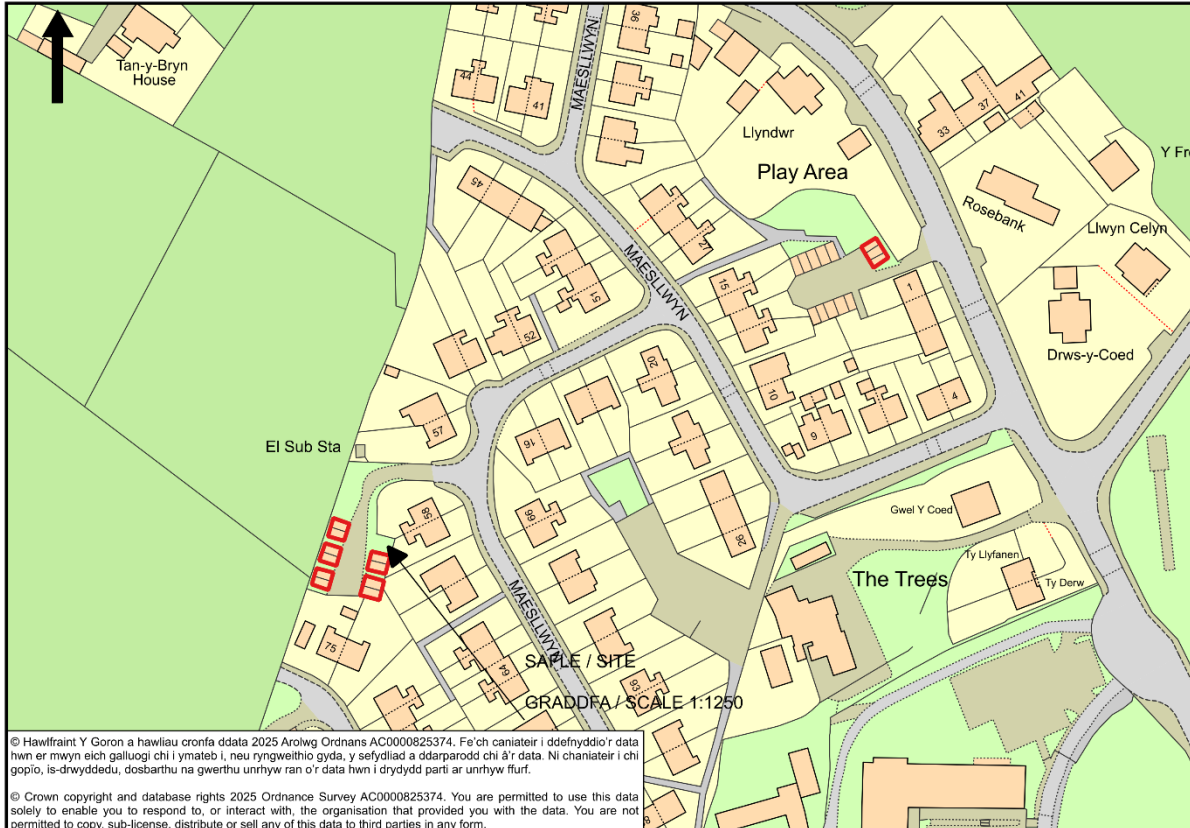 Tan-y-Bryn
House
44
41
MAESLLWYN
36
Llyndwr
Play Area
33
37
41
Y Fr
Rosebank
Llwyn Celyn
Drws-y-Coed
45
51
53
57
El Sub Sta
MAESLLWYN
27
15
1
10
9
4
20
16
26
66
58
64
75
93
MAESLLWYN
Gwel Y Coed
Ty Llyfanen
Ty Derw
The Trees
SAFLE / SITE
GRADDFA / SCALE 1:1250
© Hawlfraint Y Goron a hawliau cronfa ddata 2025 Arolwg Ordnans AC0000825374. Fe'ch caniateir i ddefnyddio'r data
hwn er mwyn eich galluogi chi i ymateb i, neu ryngweithio gyda, y sefydliad a ddarparodd chi â'r data. Ni chaniateir i chi
gopïo, is-drwyddedu, dosbarthu na gwerthu unrhyw ran o'r data hwn i drydydd parti ar unrhyw ffurf.
© Crown copyright and database rights 2025 Ordnance Survey AC0000825374. You are permitted to use this data
solely to enable you to respond to, or interact with, the organisation that provided you with the data. You are not
permitted to copy, sub-license, distribute or sell any of this data to third parties in any form.